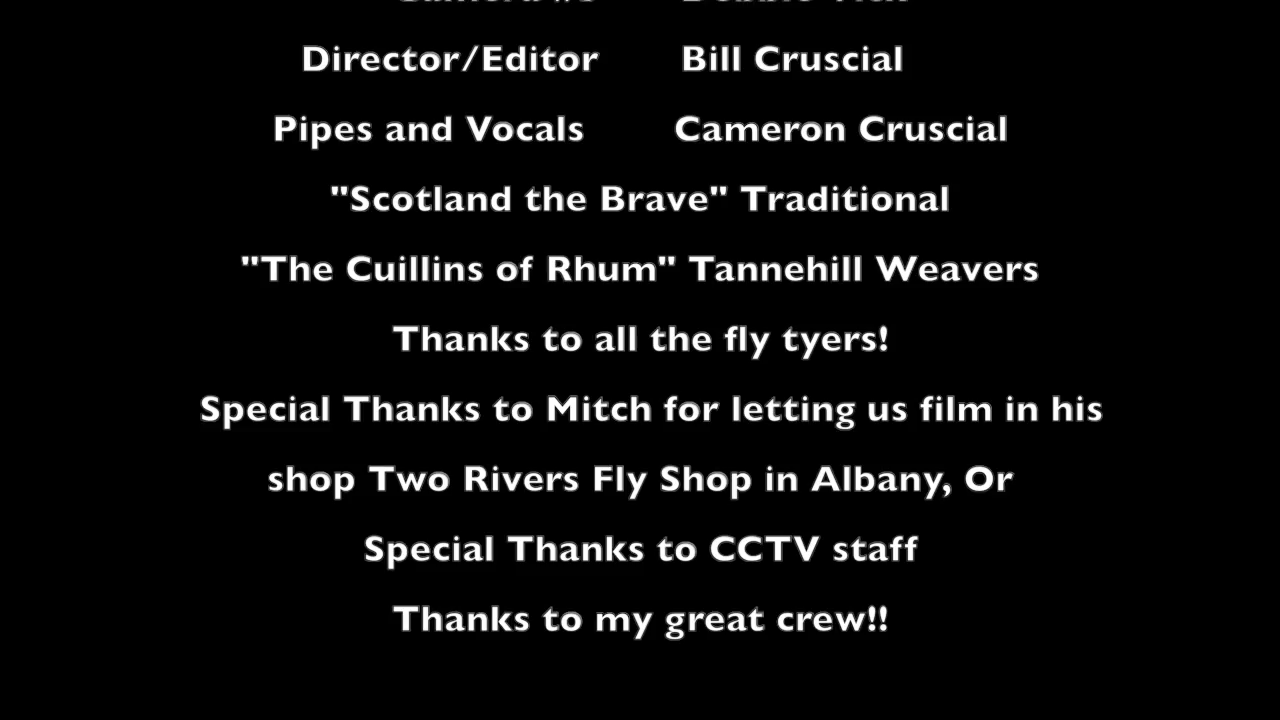 Director/Editor Bill Cruscial
Pipes and Vocals Cameron Cruscial
"Scotland the Brave" Traditional
"The Cuillins of Rhum" Tannehill Weavers
Thanks to all the fly tyers!
Special Thanks to Mitch for letting us film in his
shop Two Rivers Fly Shop in Albany, Or
Special Thanks to CCTV staff
Thanks to my great crew!!